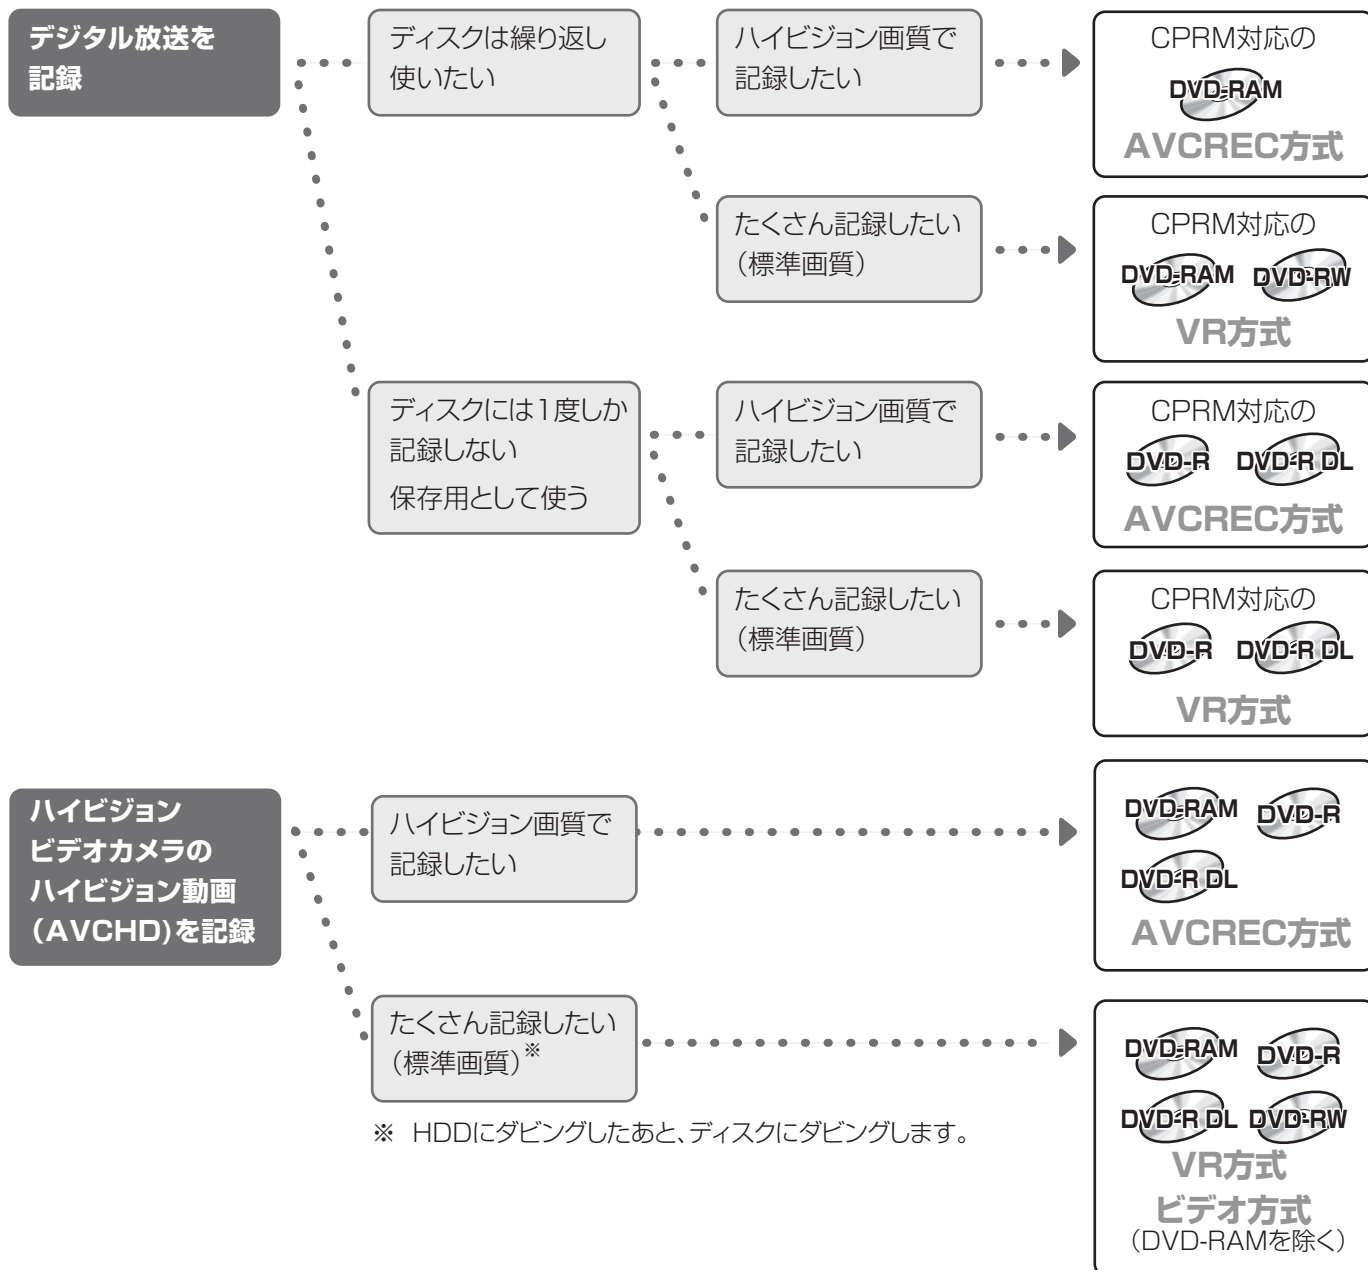 デジタル放送を
記録
ディスクは繰り返し
使いたい
ハイビジョン画質で
記録したい
CPRM対応の
DVD-RAM
AVCREC方式
たくさん記録したい
（標準画質）
CPRM対応の
DVD-RAM DVD-RW
VR方式
ディスクには1度しか
記録しない
保存用として使う
ハイビジョン画質で
記録したい
CPRM対応の
DVD-R DVD-R DL
AVCREC方式
たくさん記録したい
（標準画質）
CPRM対応の
DVD-R DVD-R DL
VR方式
ハイビジョン
ビデオカメラの
ハイビジョン動画
（AVCHD)を記録
ハイビジョン画質で
記録したい
DVD-RAM DVD-R
DVD-R DL
AVCREC方式
たくさん記録したい
（標準画質）※
DVD-RAM DVD-R
DVD-R DL DVD-RW
VR方式
ビデオ方式
（DVD-RAMを除く）
※ HDDにダビングしたあと、ディスクにダビングします。